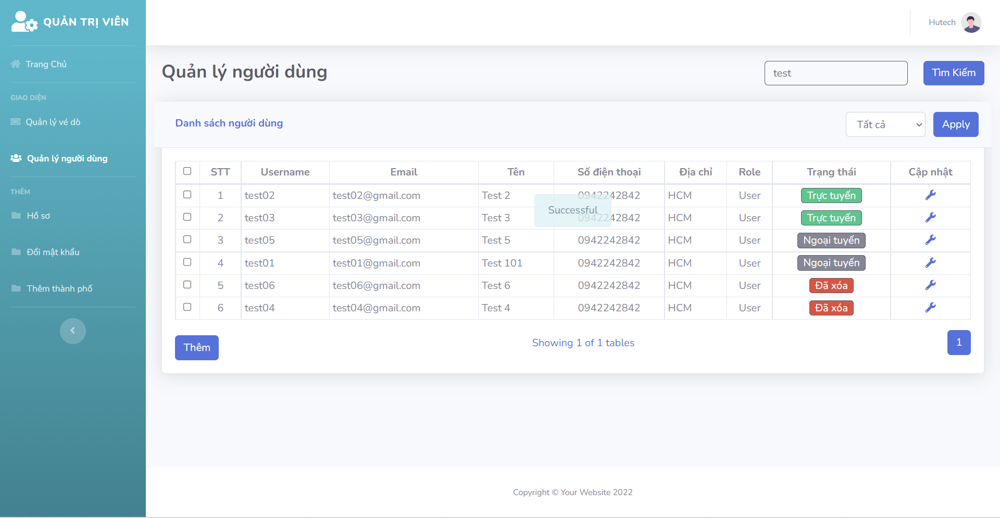 QUẢN TRỊ VIÊN
Hutech
Trang Chủ
GIAO DIỆN
Quản lý vé dò
Quản lý người dùng
THÊM
Hồ sơ
Đổi mật khẩu
Thêm thành phố
Quản lý người dùng
test
Tìm Kiếm
Danh sách người dùng
Tất cả
Apply
STT Username Email Tên Số điện thoại Địa chỉ Role Trạng thái Cập nhật
1 test02 test02@gmail.com Test 2 0942242842 HCM User Trực tuyến
Successful
2 test03 test03@gmail.com Test 3 0942242842 HCM User Trực tuyến
3 test05 test05@gmail.com Test 5 0942242842 HCM User Ngoại tuyến
4 test01 test01@gmail.com Test 101 0942242842 HCM User Ngoại tuyến
5 test06 test06@gmail.com Test 6 0942242842 HCM User Đã xóa
6 test04 test04@gmail.com Test 4 0942242842 HCM User Đã xóa
Thêm
Showing 1 of 1 tables
1
Copyright © Your Website 2022